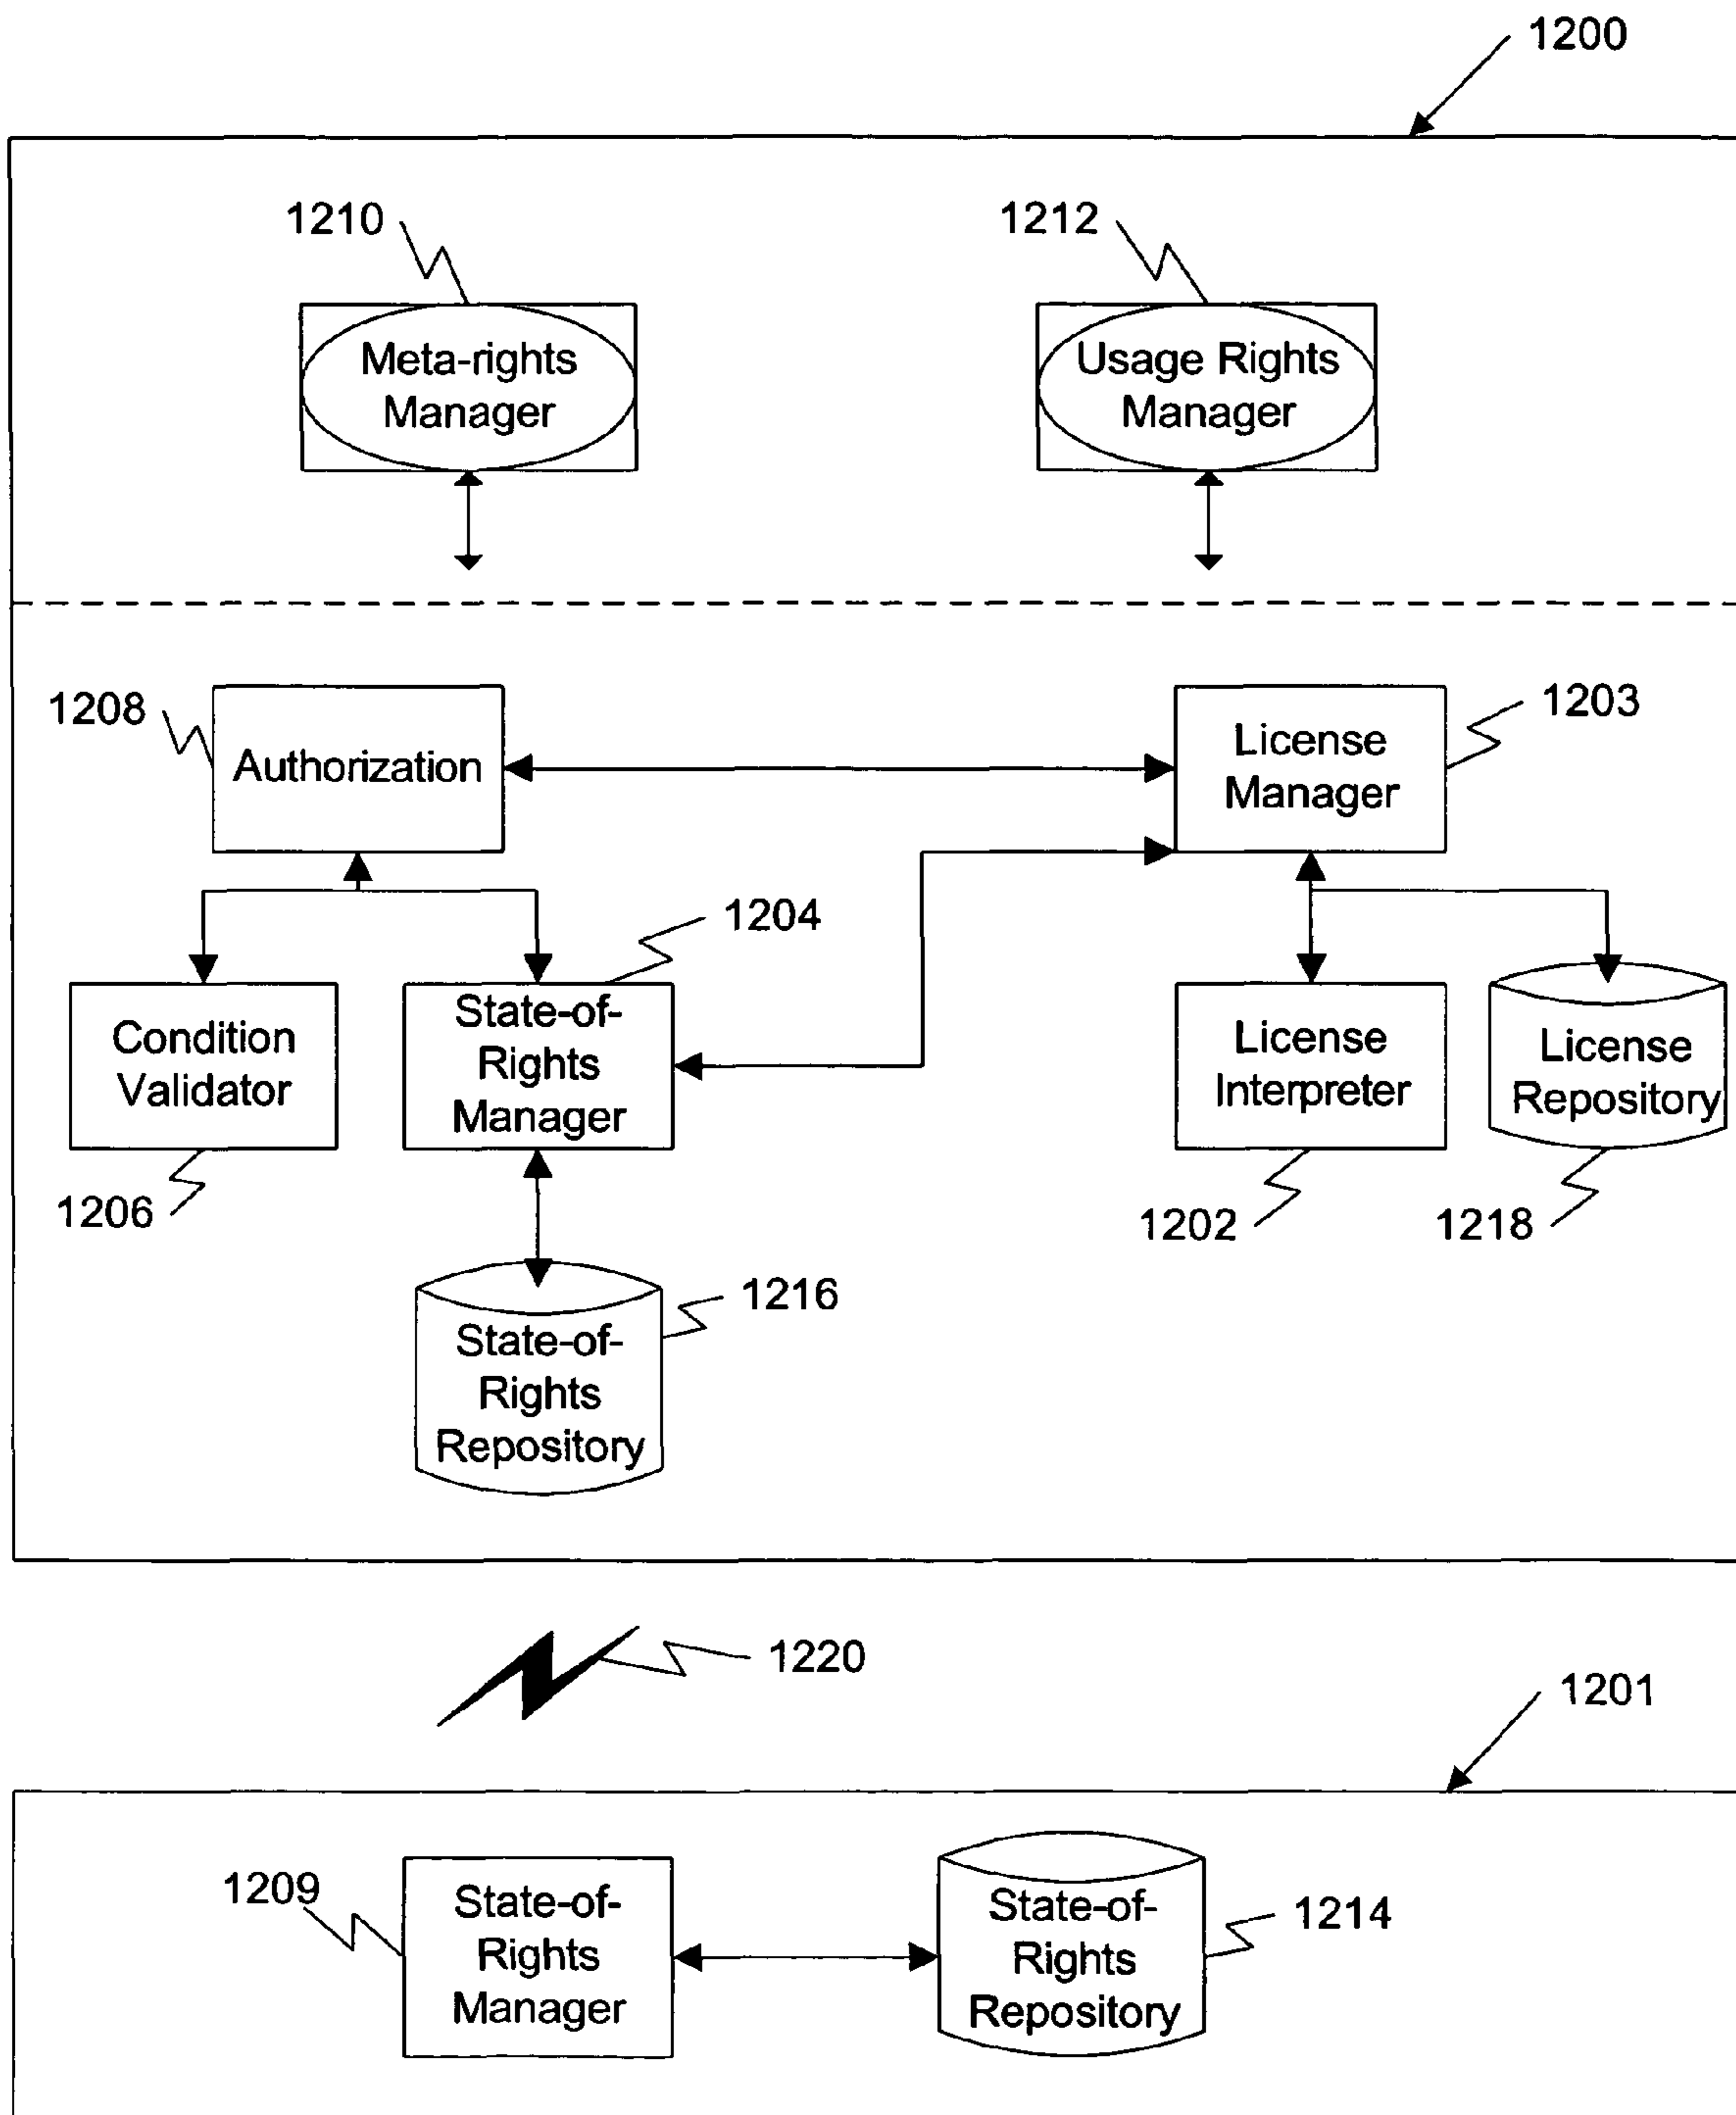 1200
1210
1212
Meta-rights
Manager
Usage Rights
Manager
1208
1203
Authorization
License
Manager
1204
Condition
Validator
State-of-
Rights
Manager
License
Interpreter
License
Repository
1206
1202
1218
1216
State-of-
Rights
Repository
1220
1201
1209
State-of-
Rights
Manager
State-of-
Rights
Repository
1214